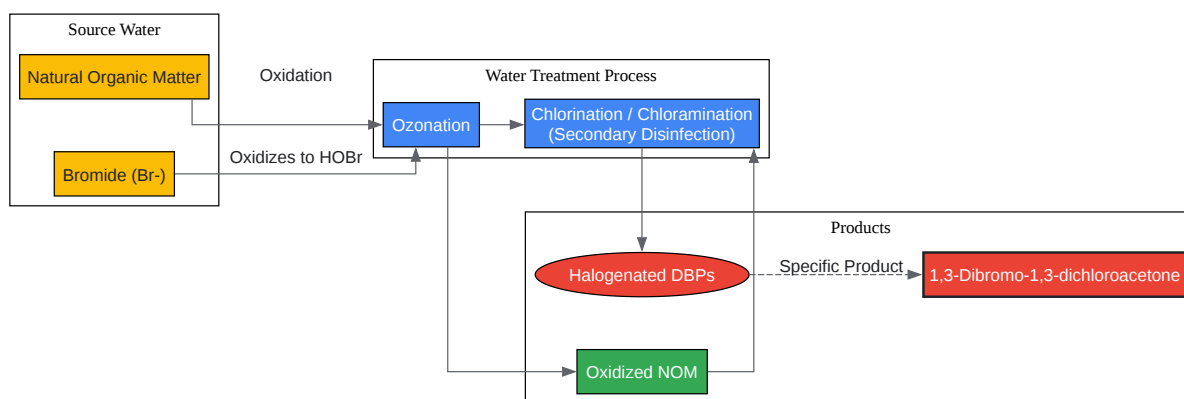 Source Water
Natural Organic Matter
Oxidation
Water Treatment Process
Ozonation
Chlorination / Chloramination
(Secondary Disinfection)
Oxidizes to HOBr
Bromide (Br-)
Products
Halogenated DBPs
Specific Product
1,3-Dibromo-1,3-dichloroacetone
Oxidized NOM